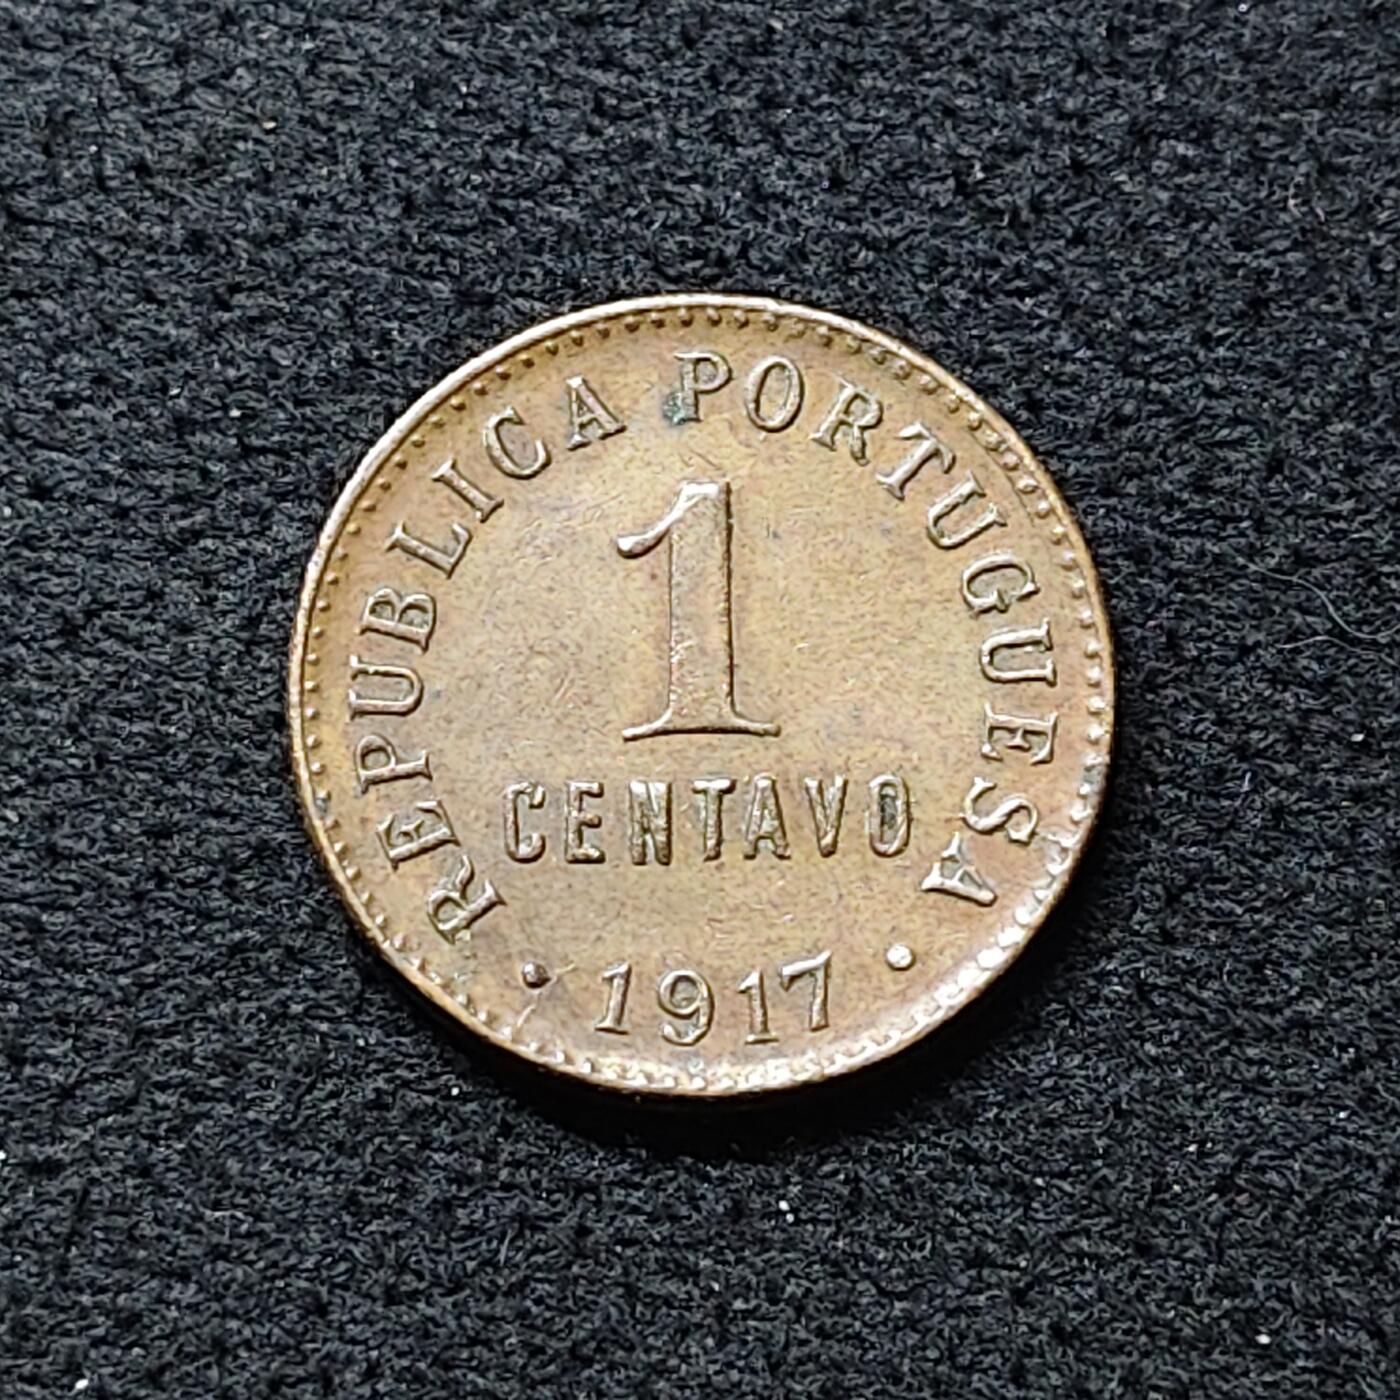 REPUBLICA PORTUGUESA
1
CENTAVO
• 1917 •